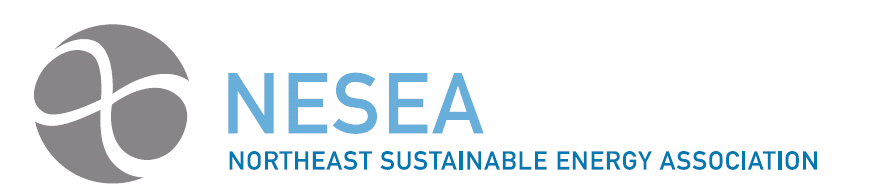 NESEA
NORTHEAST SUSTAINABLE ENERGY ASSOCIATION